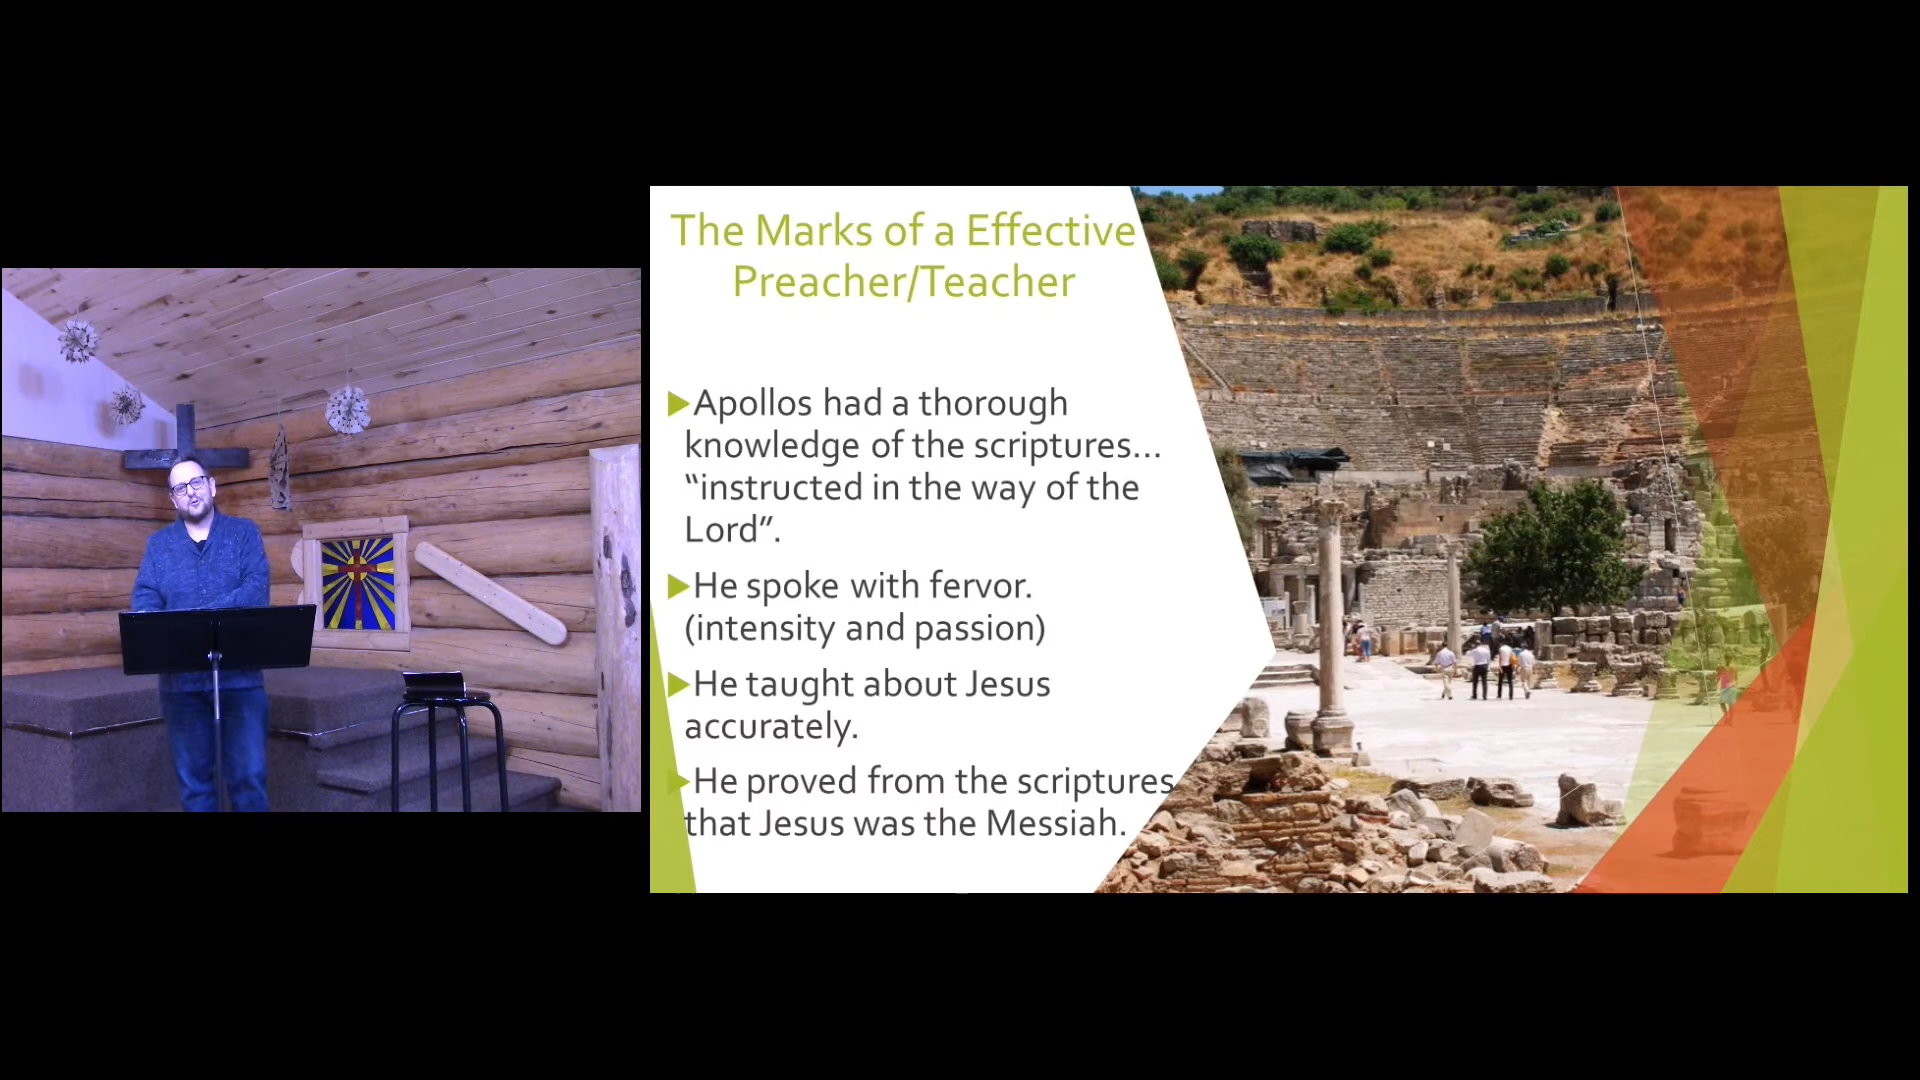 The Marks of a Effective
Preacher/Teacher
Apollos had a thorough
knowledge of the scriptures…
“instructed in the way of the
Lord”.
He spoke with fervor.
(intensity and passion)
He taught about Jesus
accurately.
He proved from the scriptures
that Jesus was the Messiah.